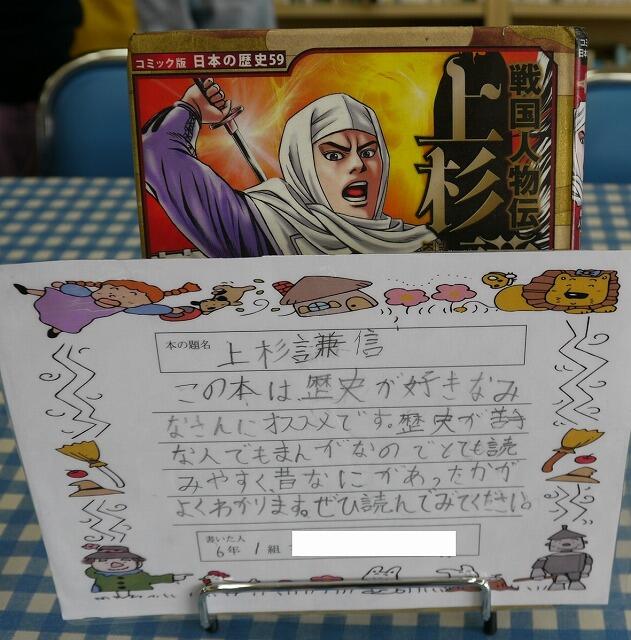 コミック版 日本の歴史59
戦国人物伝
上杉
本の題名
上杉謙信
この本は歴史が好きなみ
なさんにオススメです。歴史が苦手
な人でもまんがなのでとても読
みやすく、昔なにがあったかが
よくわかります。ぜひ読んでみてください。
書いた人
6年1組